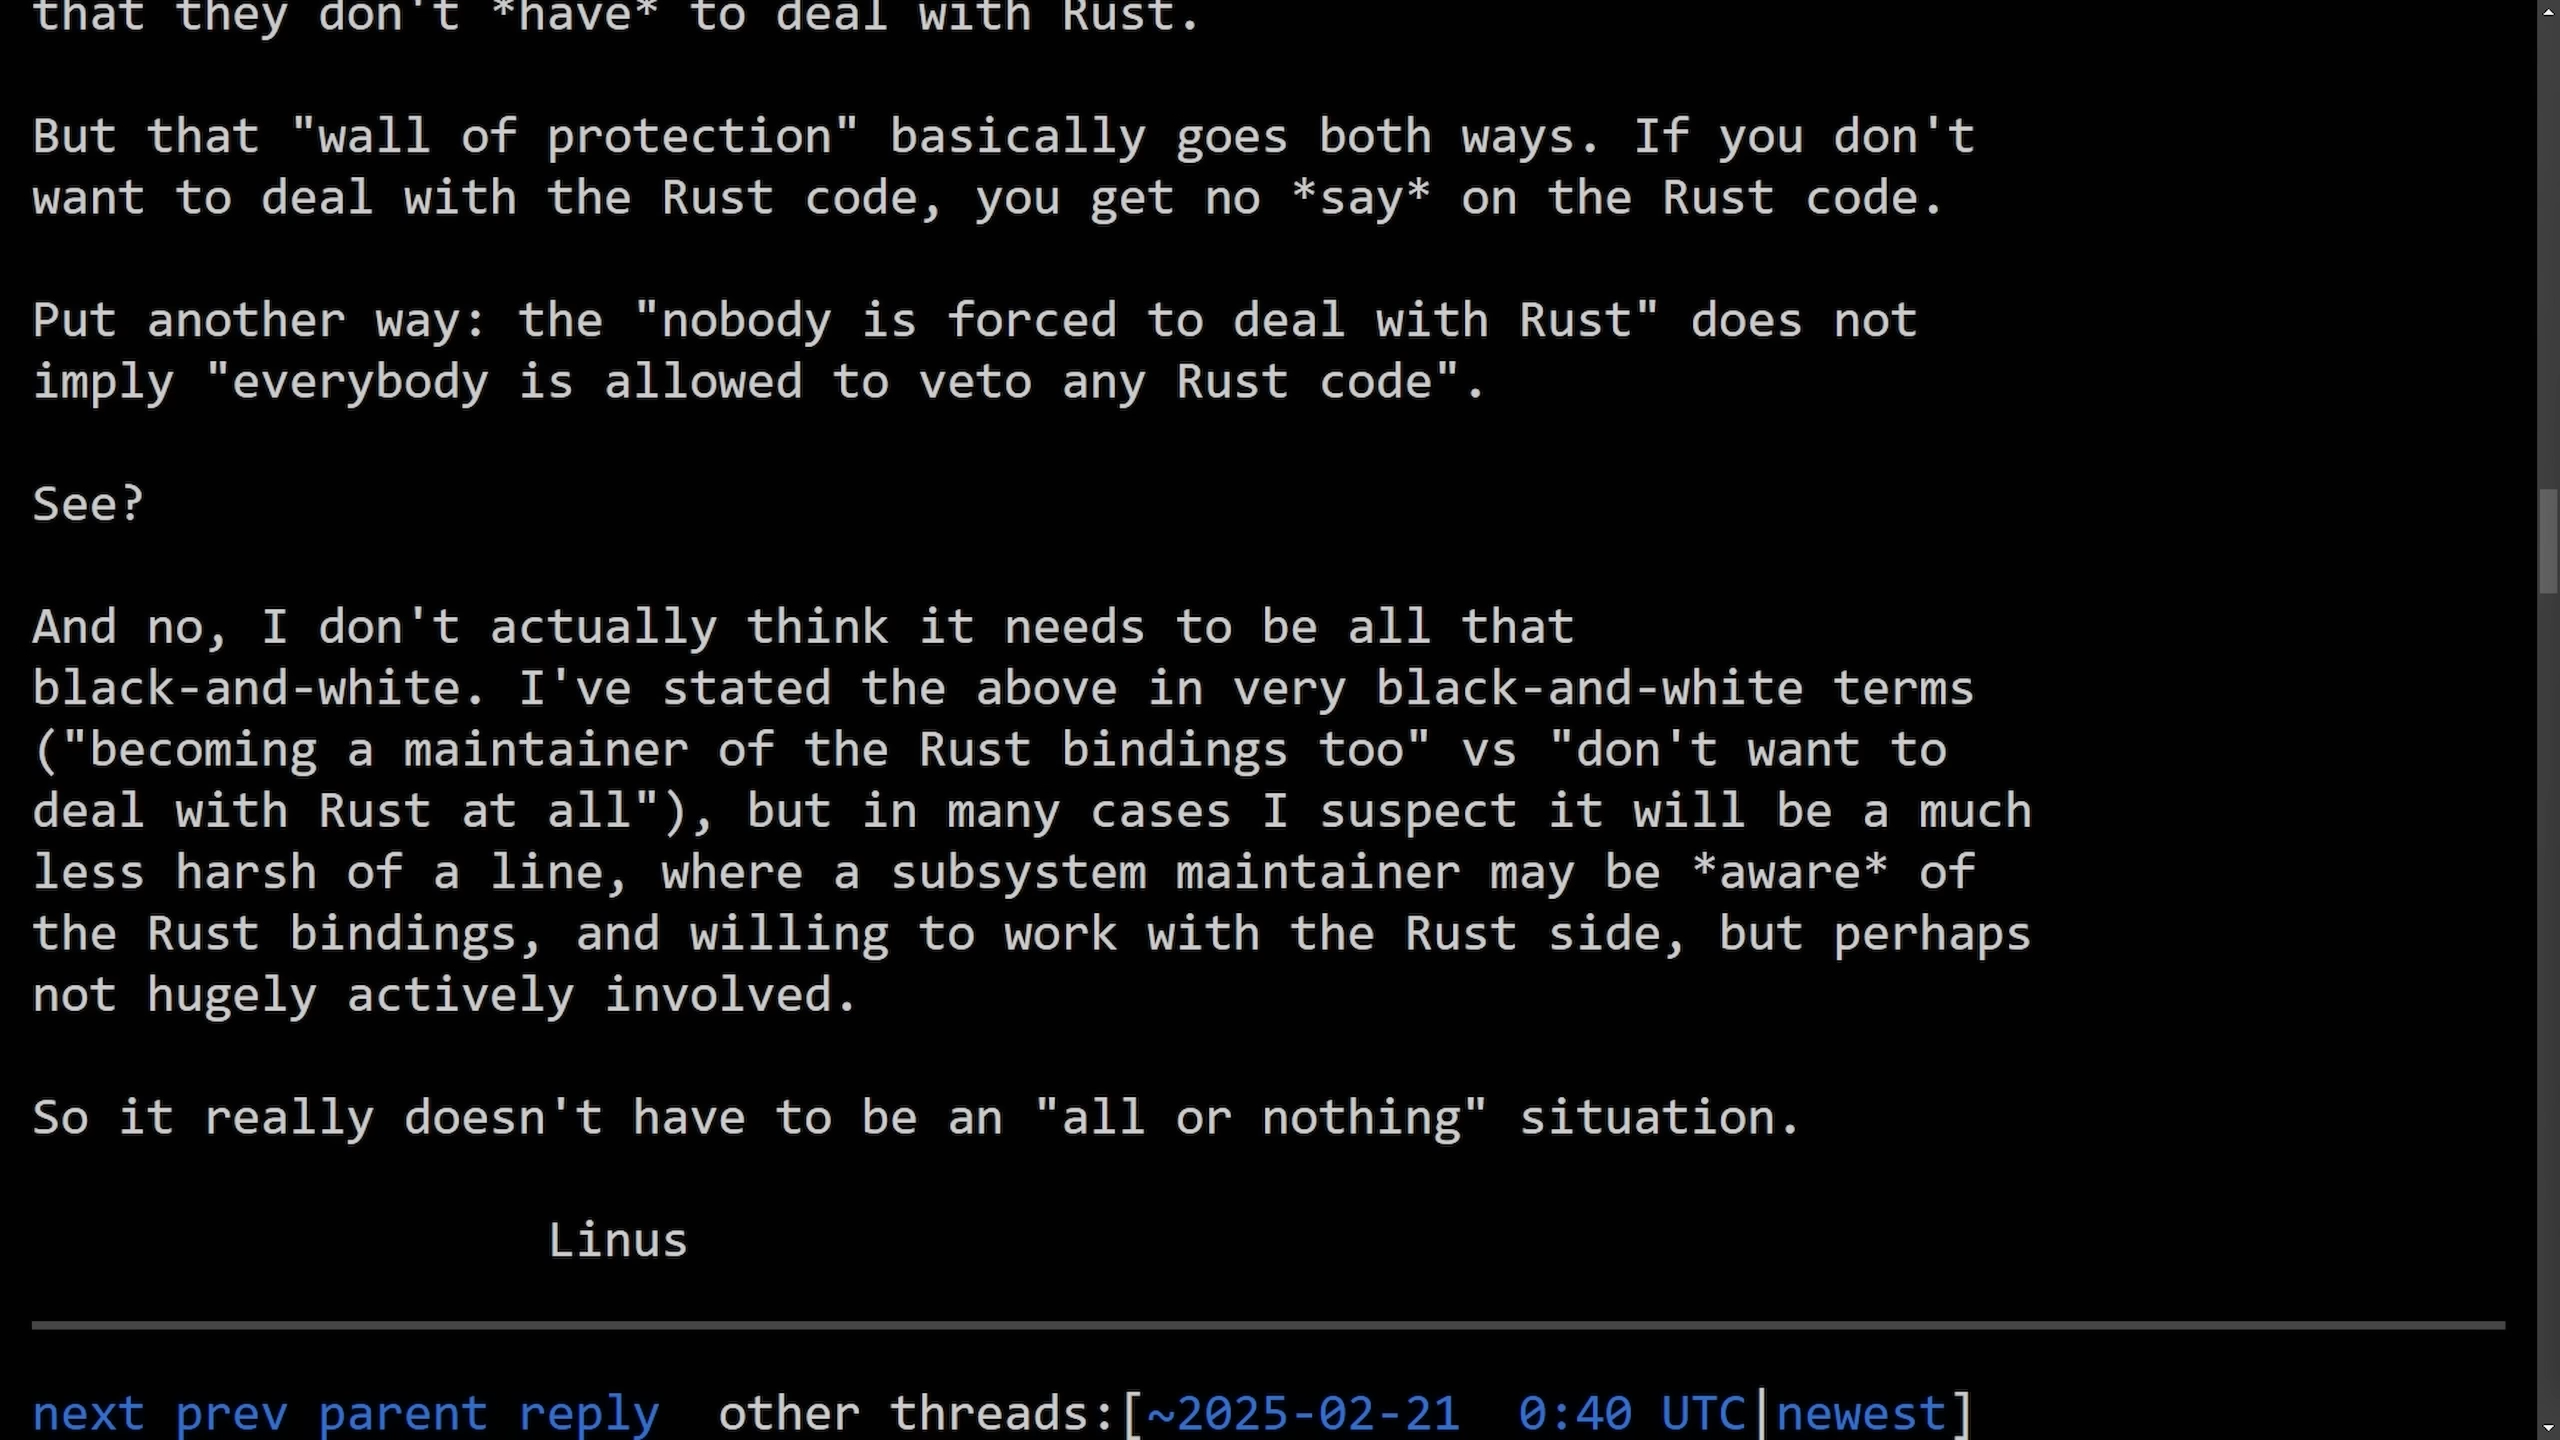 that they don't *have* to deal with Rust.
But that "wall of protection" basically goes both ways. If you don't
want to deal with the Rust code, you get no *say* on the Rust code.
Put another way: the "nobody is forced to deal with Rust" does not
imply "everybody is allowed to veto any Rust code".
See?
And no, I don't actually think it needs to be all that
black-and-white. I've stated the above in very black-and-white terms
("becoming a maintainer of the Rust bindings too" vs "don't want to
deal with Rust at all"), but in many cases I suspect it will be a much
less harsh of a line, where a subsystem maintainer may be *aware* of
the Rust bindings, and willing to work with the Rust side, but perhaps
not hugely actively involved.
So it really doesn't have to be an "all or nothing" situation.
Linus
next prev parent reply other threads:[~2025-02-21 0:40 UTC|newest]